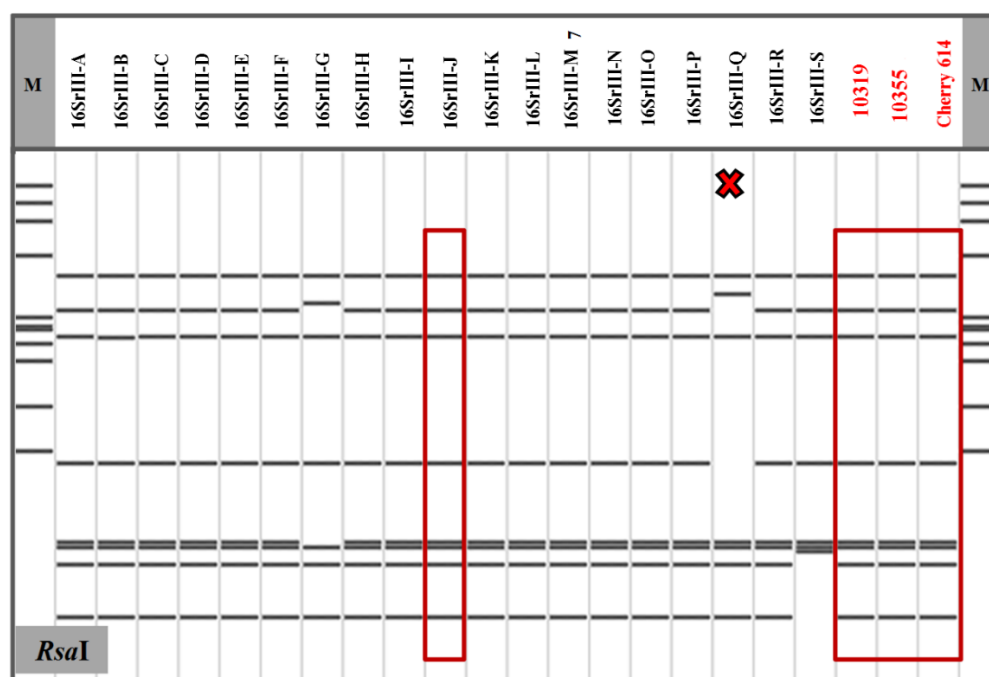 M
16SrIII-A
16SrIII-B
16SrIII-C
16SrIII-D
16SrIII-E
16SrIII-F
16SrIII-G
16SrIII-H
16SrIII-I
16SrIII-J
16SrIII-K
16SrIII-L
16SrIII-M 7
16SrIII-N
16SrIII-O
16SrIII-P
16SrIII-Q
16SrIII-R
16SrIII-S
10319
10355
Cherry 614
M
RsaI